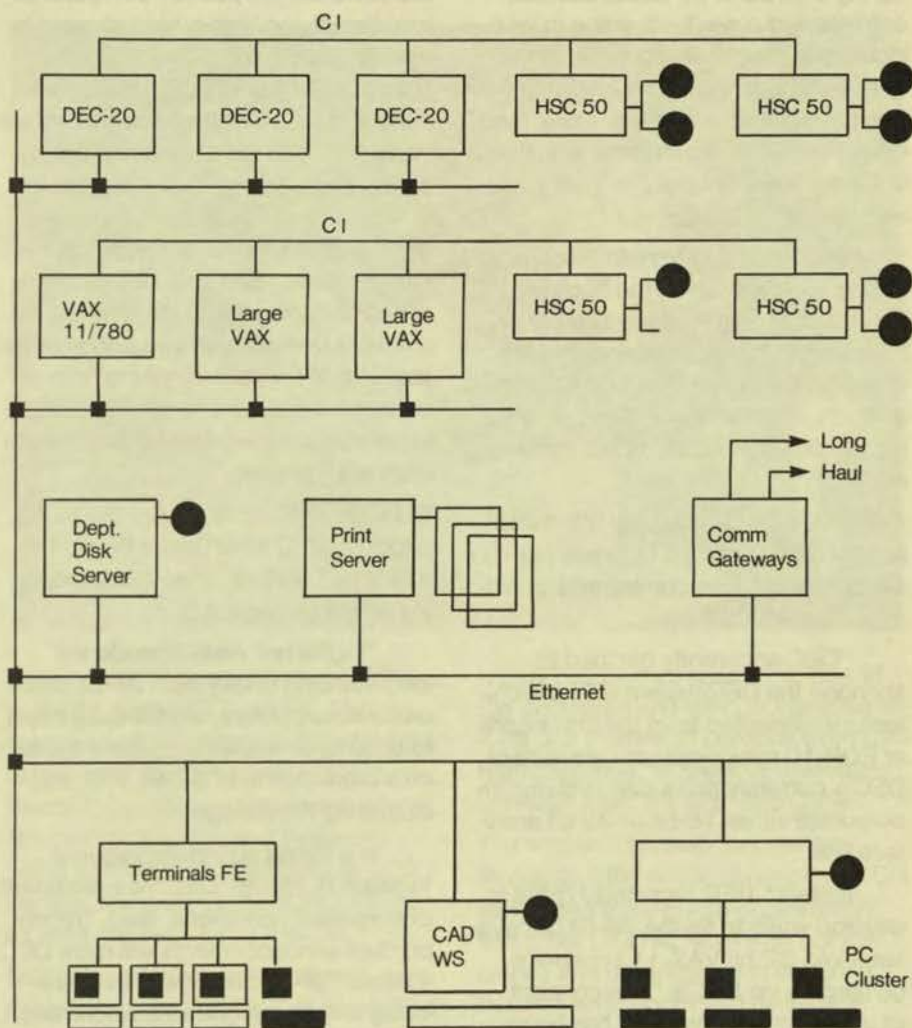 CI
DEC-20
DEC-20
DEC-20
HSC 50
HSC 50
CI
VAX
11/780
Large
VAX
Large
VAX
HSC 50
HSC 50
Long
Haul
Dept.
Disk
Server
Print
Server
Comm
Gateways
Ethernet
Terminals FE
CAD
WS
PC
Cluster